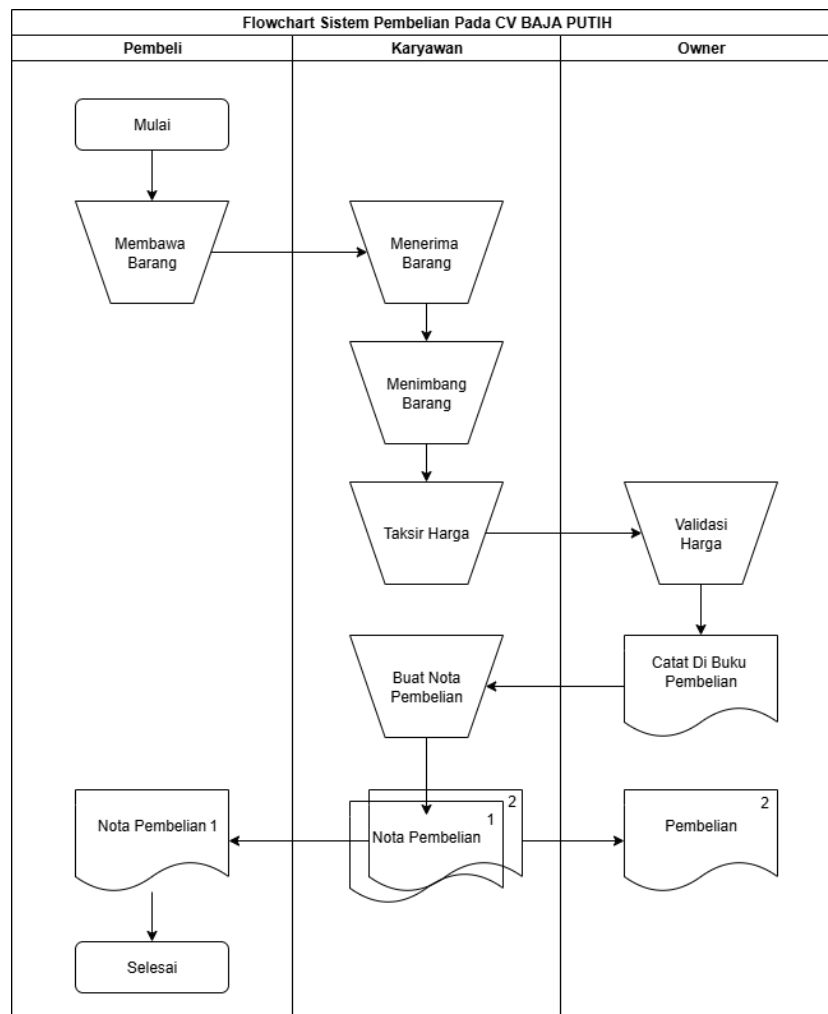 Flowchart Sistem Pembelian Pada CV BAJA PUTIH
Pembeli
Karyawan
Owner
Mulai
Membawa
Barang
Menerima
Barang
Menimbang
Barang
Taksir Harga
Validasi
Harga
Catat Di Buku
Pembelian
Buat Nota
Pembelian
Nota Pembelian 1
2
1
Nota Pembelian
2
Pembelian
Selesai